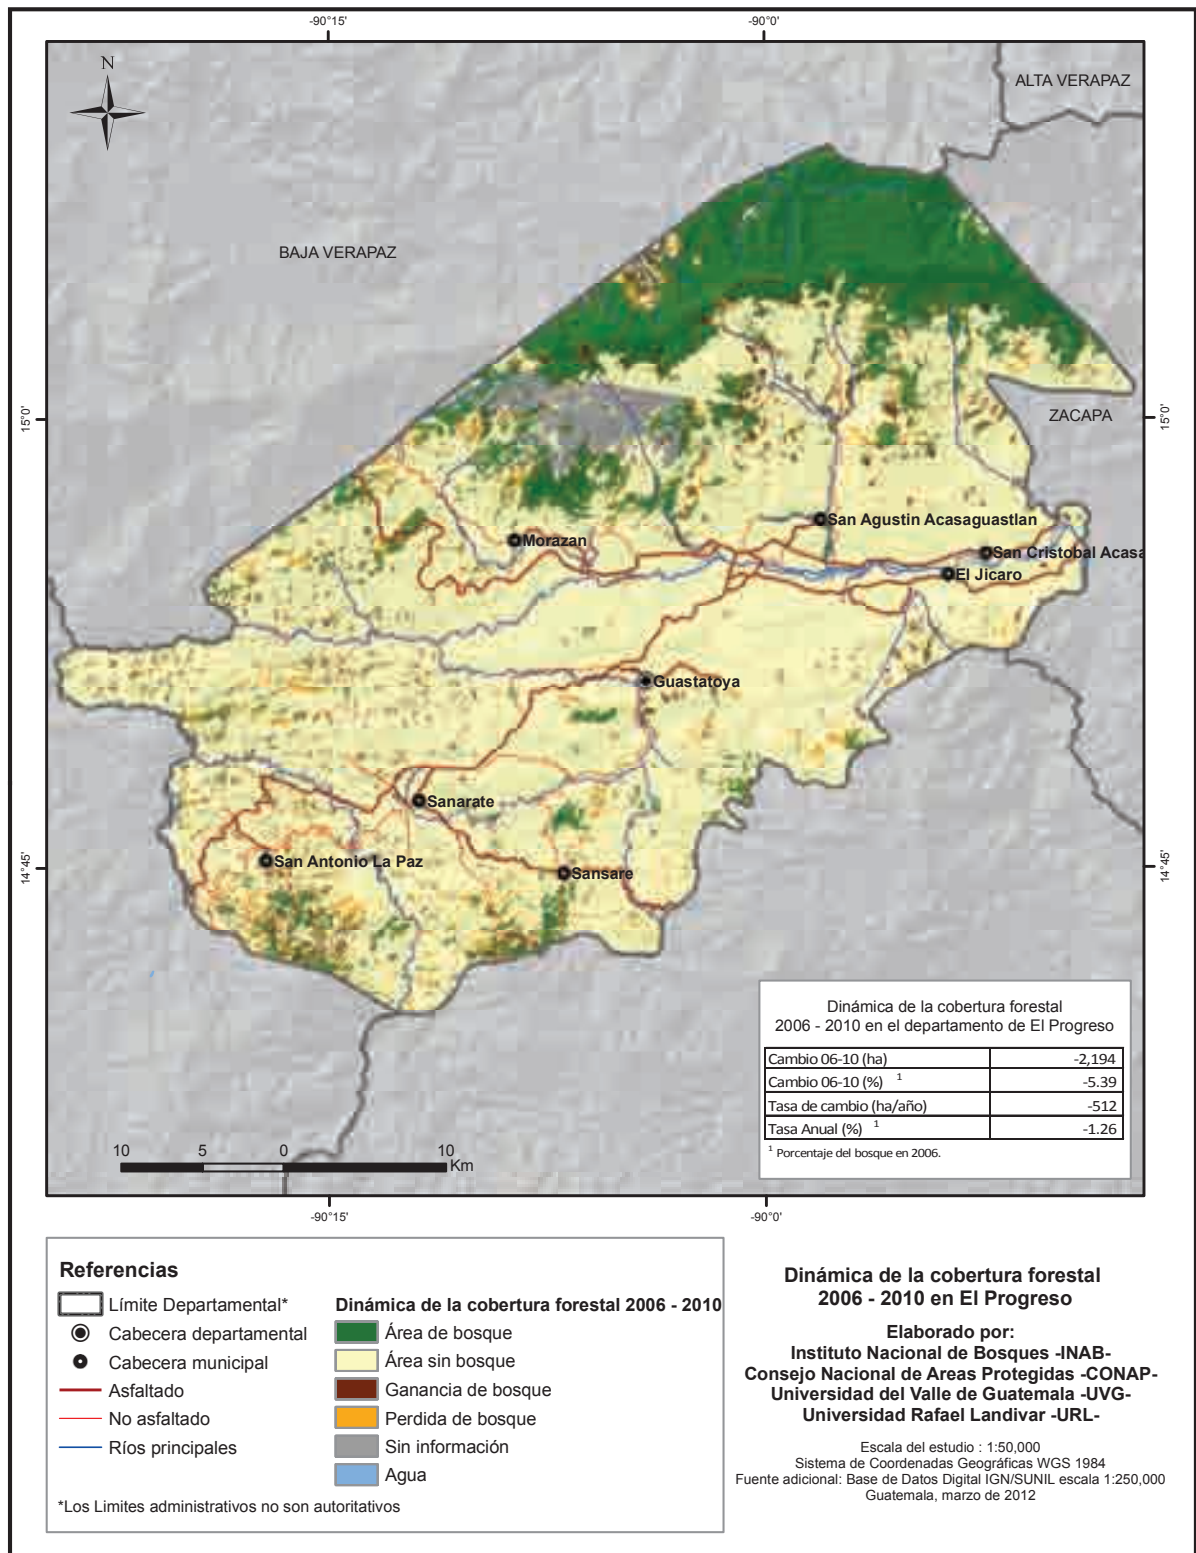 -90°15'
-90°0'
N
ALTA VERAPAZ
BAJA VERAPAZ
15°0'
15°0'
ZACAPA
San Agustin Acasaguastlan
Morazan
San Cristobal Acasa
El Jicaro
Guastatoya
Sanarate
San Antonio La Paz
Sansare
14°45'
14°45'
Dinámica de la cobertura forestal
2006 - 2010 en el departamento de El Progreso
Cambio 06-10 (ha) -2,194
Cambio 06-10 (%) 1 -5.39
Tasa de cambio (ha/año) -512
Tasa Anual (%) 1 -1.26
1 Porcentaje del bosque en 2006.
10 5 0 10
Km
-90°15'
-90°0'
Referencias
Límite Departamental*
Cabecera departamental
Cabecera municipal
Asfaltado
No asfaltado
Ríos principales
*Los Limites administrativos no son autoritativos
Dinámica de la cobertura forestal 2006 - 2010
Área de bosque
Área sin bosque
Ganancia de bosque
Perdida de bosque
Sin información
Agua
Dinámica de la cobertura forestal
2006 - 2010 en El Progreso
Elaborado por:
Instituto Nacional de Bosques -INAB-
Consejo Nacional de Areas Protegidas -CONAP-
Universidad del Valle de Guatemala -UVG-
Universidad Rafael Landivar -URL-
Escala del estudio : 1:50,000
Sistema de Coordenadas Geográficas WGS 1984
Fuente adicional: Base de Datos Digital IGN/SUNIL escala 1:250,000
Guatemala, marzo de 2012